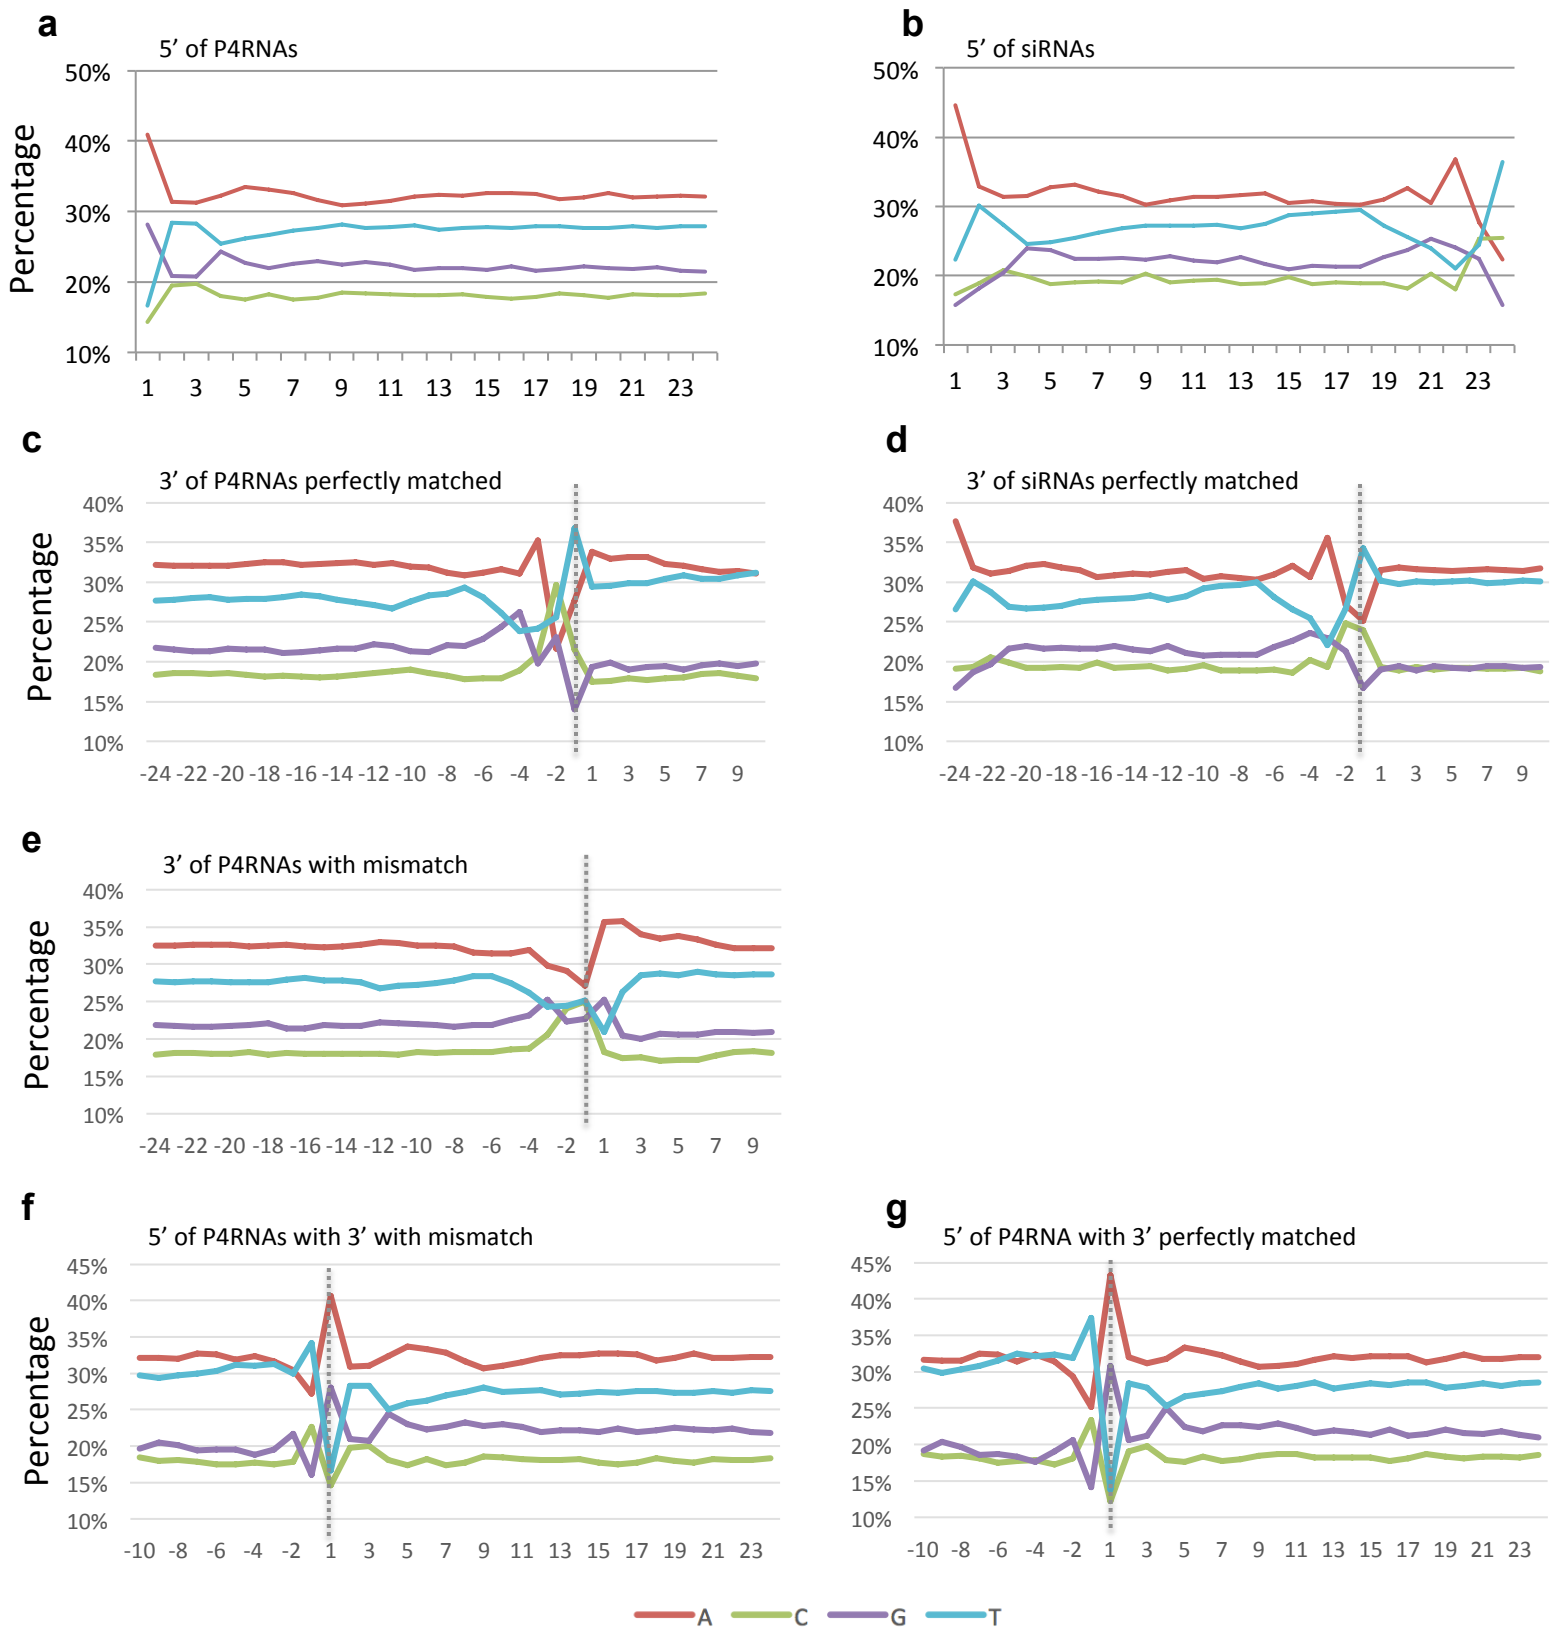 a
5’ of P4RNAs
Percentage
50%
40%
30%
20%
10%
1 3 5 7 9 11 13 15 17 19 21 23
b
5’ of siRNAs
50%
40%
30%
20%
10%
1 3 5 7 9 11 13 15 17 19 21 23
c
3’ of P4RNAs perfectly matched
Percentage
40%
35%
30%
25%
20%
15%
10%
-24 -22 -20 -18 -16 -14 -12 -10 -8 -6 -4 -2 1 3 5 7 9
d
3’ of siRNAs perfectly matched
40%
35%
30%
25%
20%
15%
10%
-24 -22 -20 -18 -16 -14 -12 -10 -8 -6 -4 -2 1 3 5 7 9
e
3’ of P4RNAs with mismatch
Percentage
40%
35%
30%
25%
20%
15%
10%
-24 -22 -20 -18 -16 -14 -12 -10 -8 -6 -4 -2 1 3 5 7 9
f
5’ of P4RNAs with 3’ with mismatch
Percentage
45%
40%
35%
30%
25%
20%
15%
10%
-10 -8 -6 -4 -2 1 3 5 7 9 11 13 15 17 19 21 23
g
5’ of P4RNA with 3’ perfectly matched
45%
40%
35%
30%
25%
20%
15%
10%
-10 -8 -6 -4 -2 1 3 5 7 9 11 13 15 17 19 21 23
A C G T